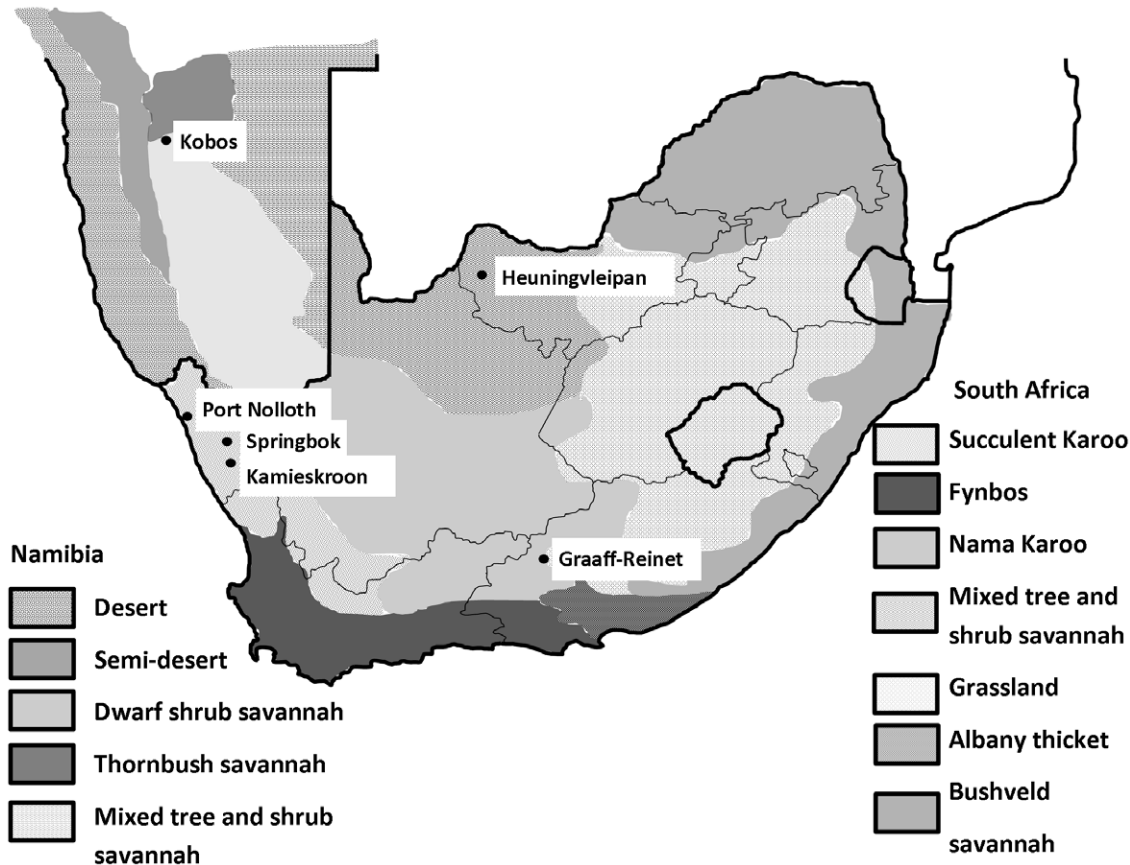 Kobos
Heuningvleipan
Port Nolloth
Springbok
Kamieskroon
Graaff-Reinet
Namibia
Desert
Semi-desert
Dwarf shrub savannah
Thornbush savannah
Mixed tree and shrub
savannah
South Africa
Succulent Karoo
Fynbos
Nama Karoo
Mixed tree and
shrub savannah
Grassland
Albany thicket
Bushveld
savannah